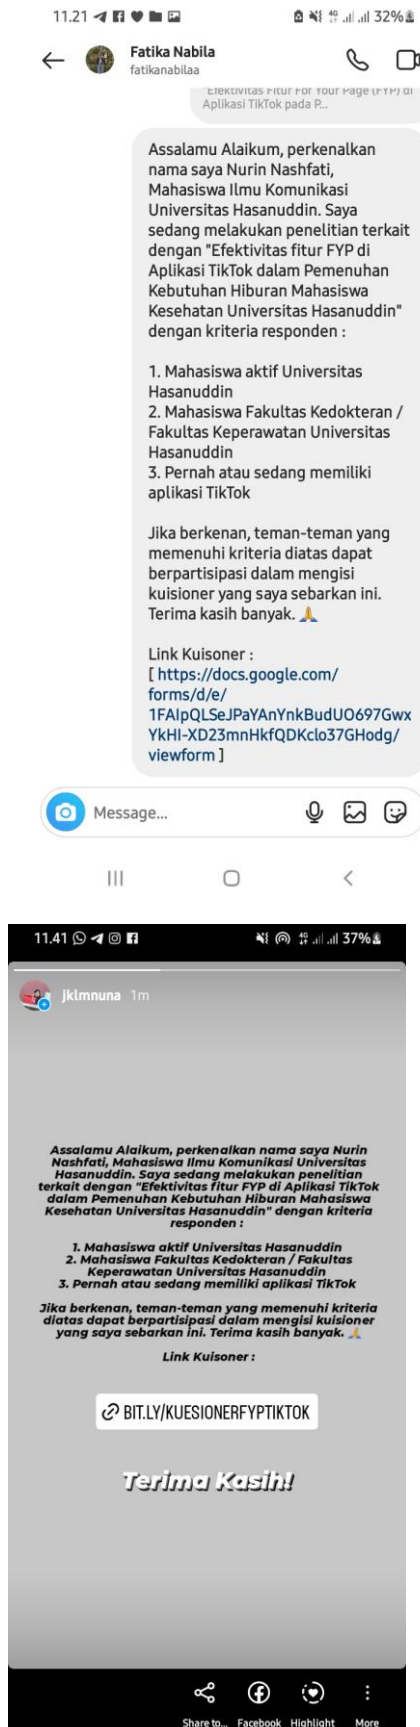 11.21
32%
Fatika Nabila
fatikanabilaa
"Efektivitas Fitur For Your Page (FYP) di
Aplikasi TikTok pada P...
Assalamu Alaikum, perkenalkan
nama saya Nurin Nashfati,
Mahasiswa Ilmu Komunikasi
Universitas Hasanuddin. Saya
sedang melakukan penelitian terkait
dengan "Efektivitas fitur FYP di
Aplikasi TikTok dalam Pemenuhan
Kebutuhan Hiburan Mahasiswa
Kesehatan Universitas Hasanuddin"
dengan kriteria responden :
1. Mahasiswa aktif Universitas
Hasanuddin
2. Mahasiswa Fakultas Kedokteran /
Fakultas Keperawatan Universitas
Hasanuddin
3. Pernah atau sedang memiliki
aplikasi TikTok
Jika berkenan, teman-teman yang
memenuhi kriteria diatas dapat
berpartisipasi dalam mengisi
kuisioner yang saya sebarkan ini.
Terima kasih banyak. 🙏
Link Kuisoner :
[ https://docs.google.com/
forms/d/e/
1FAIpQLSeJPaYAnYnkBudUO697Gwx
YkHI-XD23mnHkfQDKclo37GHodg/
viewform ]
Message...
11.41
4G
37%
jklmnuna 1m
Assalamu Alaikum, perkenalkan nama saya Nurin
Nashfati, Mahasiswa Ilmu Komunikasi Universitas
Hasanuddin. Saya sedang melakukan penelitian
terkait dengan "Efektivitas fitur FYP di Aplikasi TikTok
dalam Pemenuhan Kebutuhan Hiburan Mahasiswa
Kesehatan Universitas Hasanuddin" dengan kriteria
responden :
1. Mahasiswa aktif Universitas Hasanuddin
2. Mahasiswa Fakultas Kedokteran / Fakultas
Keperawatan Universitas Hasanuddin
3. Pernah atau sedang memiliki aplikasi TikTok
Jika berkenan, teman-teman yang memenuhi kriteria
diatas dapat berpartisipasi dalam mengisi kuisioner
yang saya sebarkan ini. Terima kasih banyak. 🙏
Link Kuisoner :
BIT.LY/KUESIONERFYPTIKTOK
Terima Kasih!
Share to... Facebook Highlight More